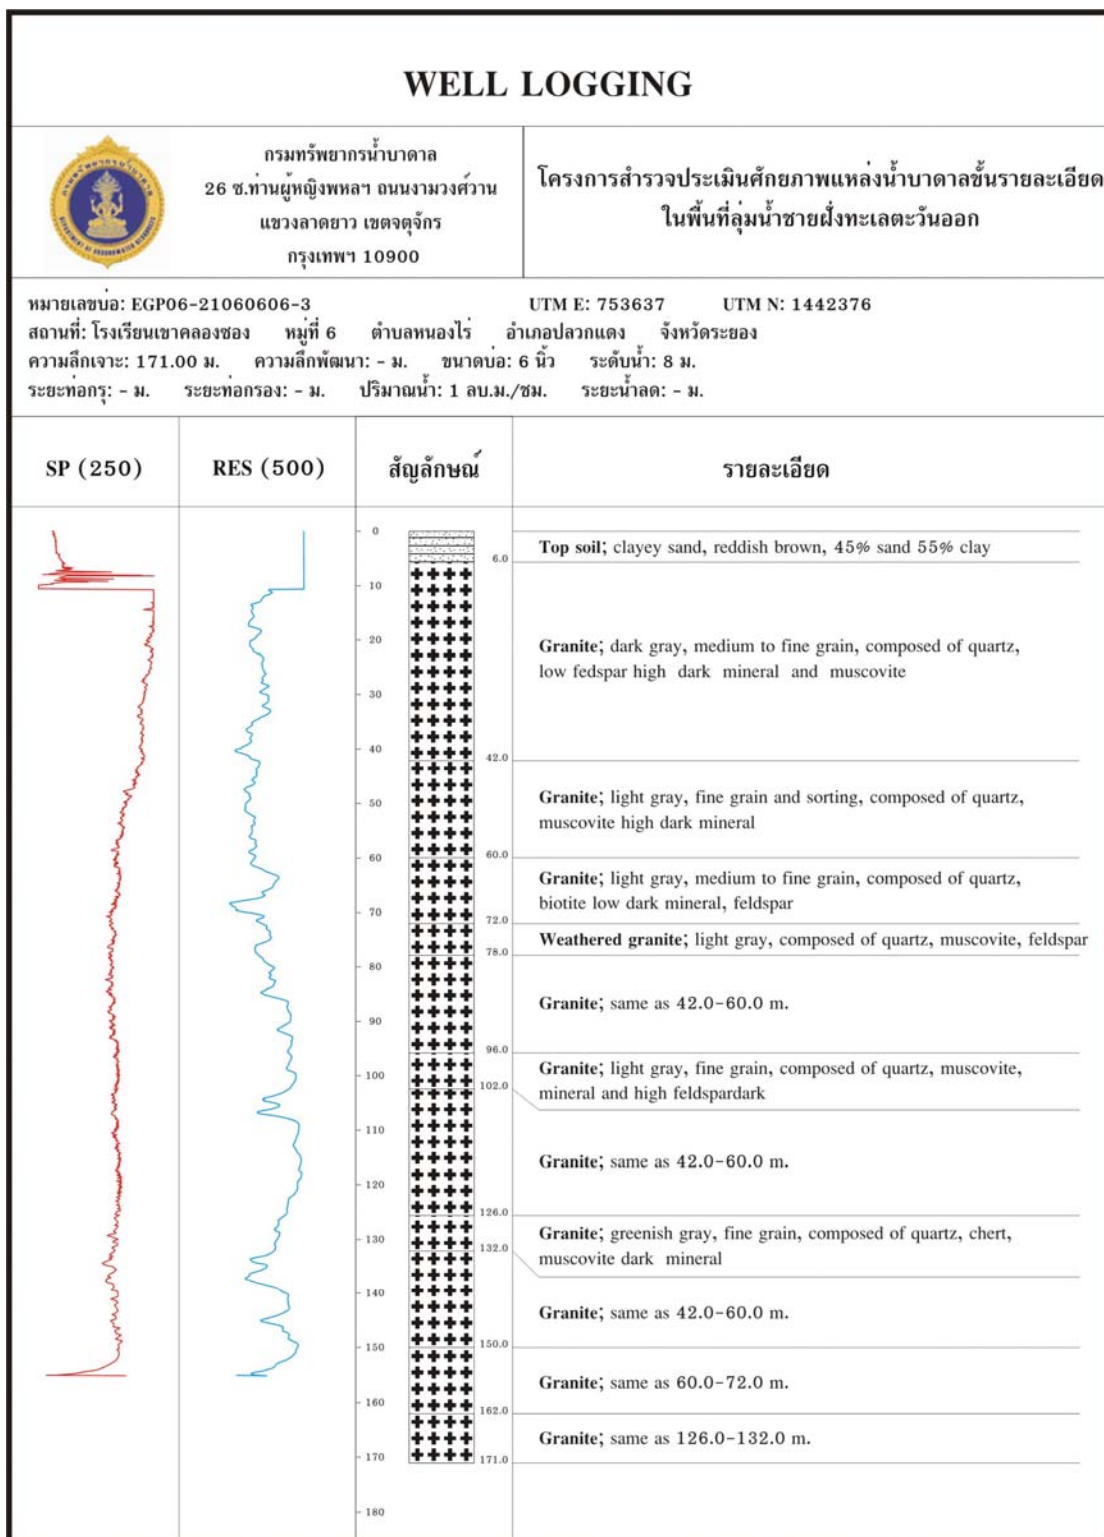 WELL LOGGING
กรมทรัพยากรน้ำบาดาล
26 ซ.ท่านผู้หญิงพหลฯ ถนนงามวงศ์วาน
แขวงลาดยาว เขตจตุจักร
กรุงเทพฯ 10900
โครงการสำรวจประเมินศักยภาพแหล่งน้ำบาดาลขั้นรายละเอียด
ในพื้นที่ลุ่มน้ำชายฝั่งทะเลตะวันออก
หมายเลขบ่อ: EGP06-21060606-3 UTM E: 753637 UTM N: 1442376
สถานที่: โรงเรียนเขาคลองซอง หมู่ที่ 6 ตำบลหนองไร่ อำเภอปลวกแดง จังหวัดระยอง
ความลึกเจาะ: 171.00 ม. ความลึกพัฒนา: - ม. ขนาดบ่อ: 6 นิ้ว ระดับน้ำ: 8 ม.
ระยะท่อกรุ: - ม. ระยะท่อกรอง: - ม. ปริมาณน้ำ: 1 ลบ.ม./ชม. ระยะน้ำลด: - ม.
SP (250) RES (500) สัญลักษณ์ รายละเอียด
0
Top soil; clayey sand, reddish brown, 45% sand 55% clay
6.0
10
20
Granite; dark gray, medium to fine grain, composed of quartz,
low fedspar high dark mineral and muscovite
30
40
42.0
50
Granite; light gray, fine grain and sorting, composed of quartz,
muscovite high dark mineral
60.0
60
Granite; light gray, medium to fine grain, composed of quartz,
biotite low dark mineral, feldspar
70
72.0
Weathered granite; light gray, composed of quartz, muscovite, feldspar
78.0
80
Granite; same as 42.0-60.0 m.
90
96.0
100
Granite; light gray, fine grain, composed of quartz, muscovite,
mineral and high feldspardark
102.0
110
Granite; same as 42.0-60.0 m.
120
126.0
130
Granite; greenish gray, fine grain, composed of quartz, chert,
muscovite dark mineral
132.0
140
Granite; same as 42.0-60.0 m.
150.0
150
Granite; same as 60.0-72.0 m.
160
162.0
Granite; same as 126.0-132.0 m.
170
171.0
180